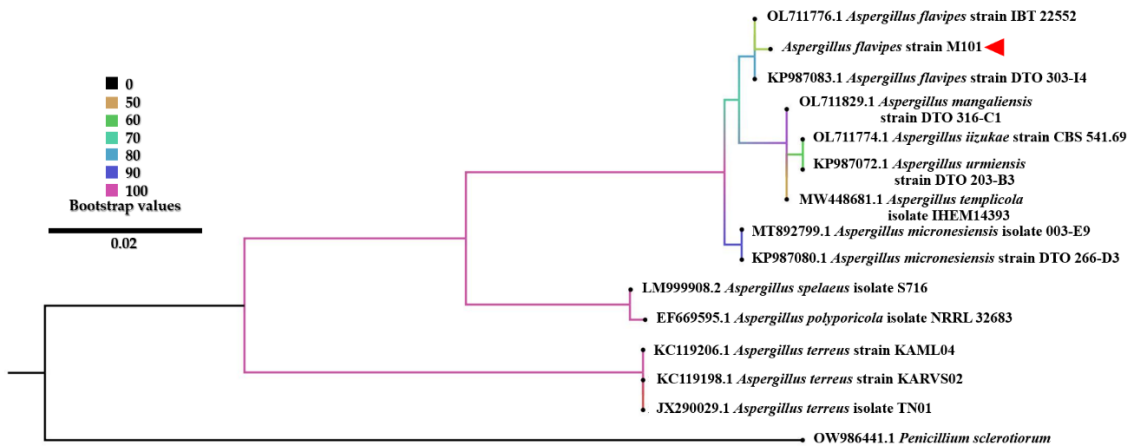 OL711776.1 Aspergillus flavipes strain IBT 22552
Aspergillus flavipes strain M101
KP987083.1 Aspergillus flavipes strain DTO 303-I4
OL711829.1 Aspergillus mangaliensis
strain DTO 316-C1
OL711774.1 Aspergillus iizukae strain CBS 541.69
KP987072.1 Aspergillus urmiensis
strain DTO 203-B3
MW448681.1 Aspergillus templicola
isolate IHEM14393
MT892799.1 Aspergillus micronesiensis isolate 003-E9
KP987080.1 Aspergillus micronesiensis strain DTO 266-D3
LM999908.2 Aspergillus spelaeus isolate S716
EF669595.1 Aspergillus polyporicola isolate NRRL 32683
KC119206.1 Aspergillus terreus strain KAML04
KC119198.1 Aspergillus terreus strain KARVS02
JX290029.1 Aspergillus terreus isolate TN01
OW986441.1 Penicillium sclerotiorum
0
50
60
70
80
90
100
Bootstrap values
0.02